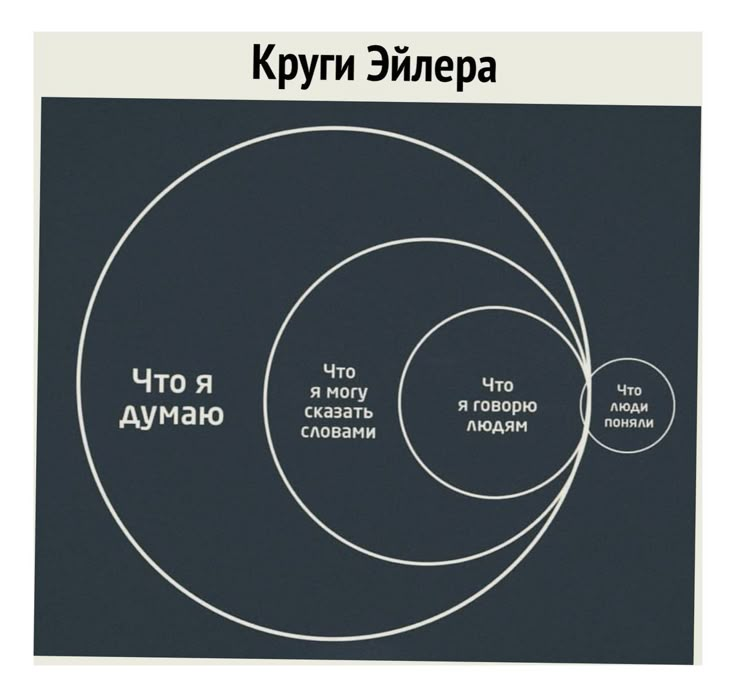 Круги Эйлера
Что я
думаю
Что
я могу
сказать
словами
Что
я говорю
людям
Что
люди
поняли